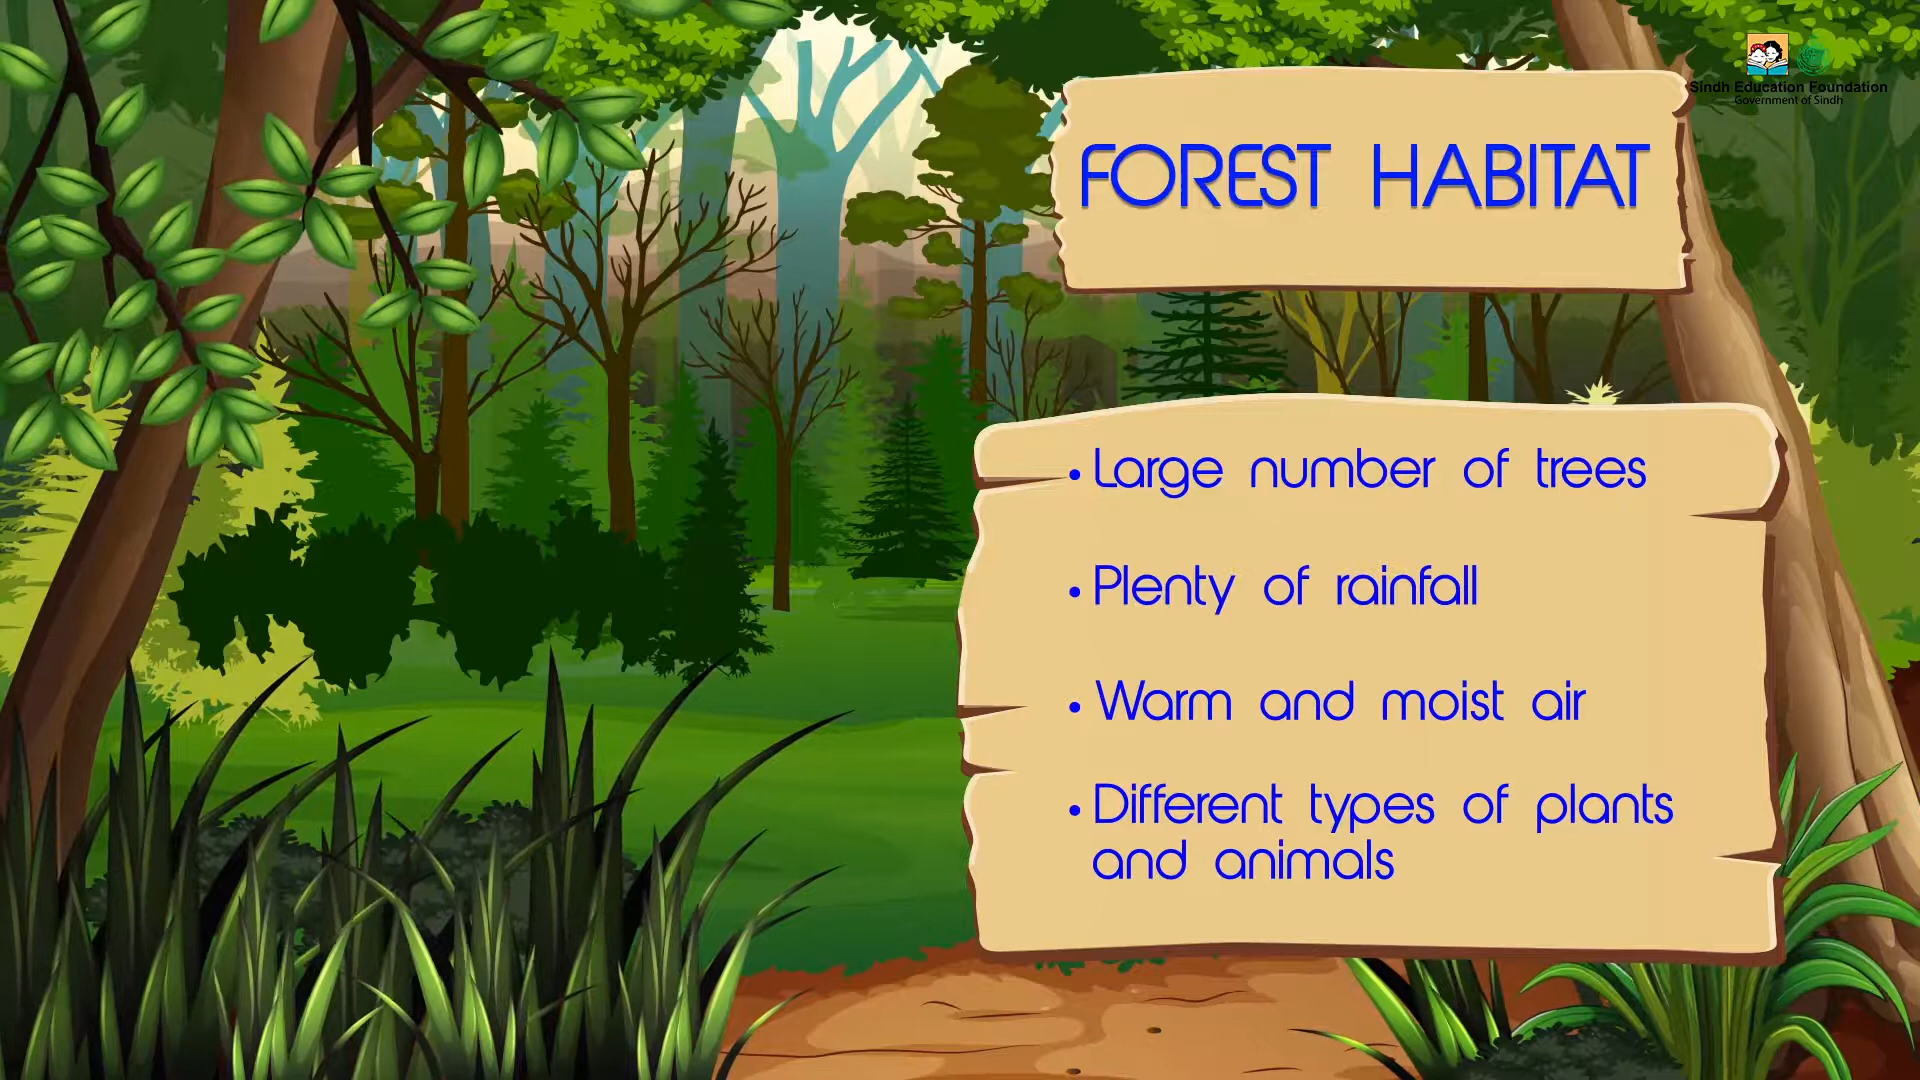 Sindh Education Foundation
Government of Sindh
FOREST HABITAT
• Large number of trees
• Plenty of rainfall
• Warm and moist air
• Different types of plants
and animals